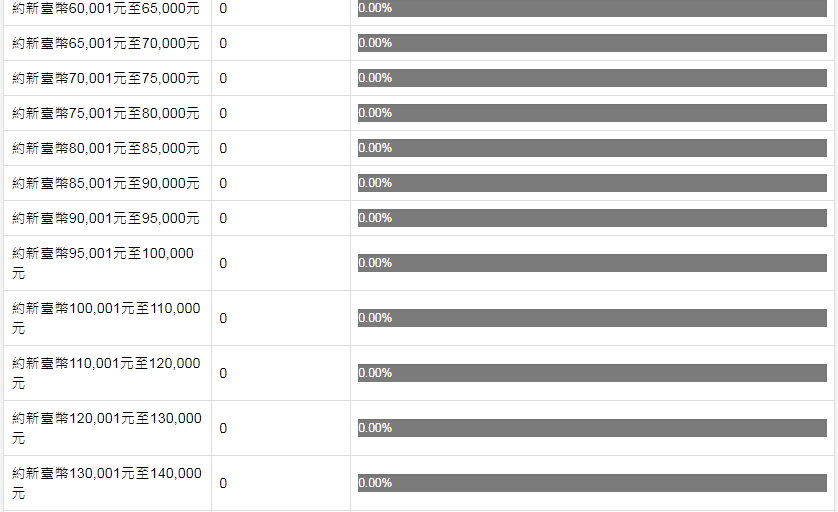 約新臺幣60,001元至65,000元 0 0.00%
約新臺幣65,001元至70,000元 0 0.00%
約新臺幣70,001元至75,000元 0 0.00%
約新臺幣75,001元至80,000元 0 0.00%
約新臺幣80,001元至85,000元 0 0.00%
約新臺幣85,001元至90,000元 0 0.00%
約新臺幣90,001元至95,000元 0 0.00%
約新臺幣95,001元至100,000
元
0 0.00%
約新臺幣100,001元至110,000
元
0 0.00%
約新臺幣110,001元至120,000
元
0 0.00%
約新臺幣120,001元至130,000
元
0 0.00%
約新臺幣130,001元至140,000
元
0 0.00%